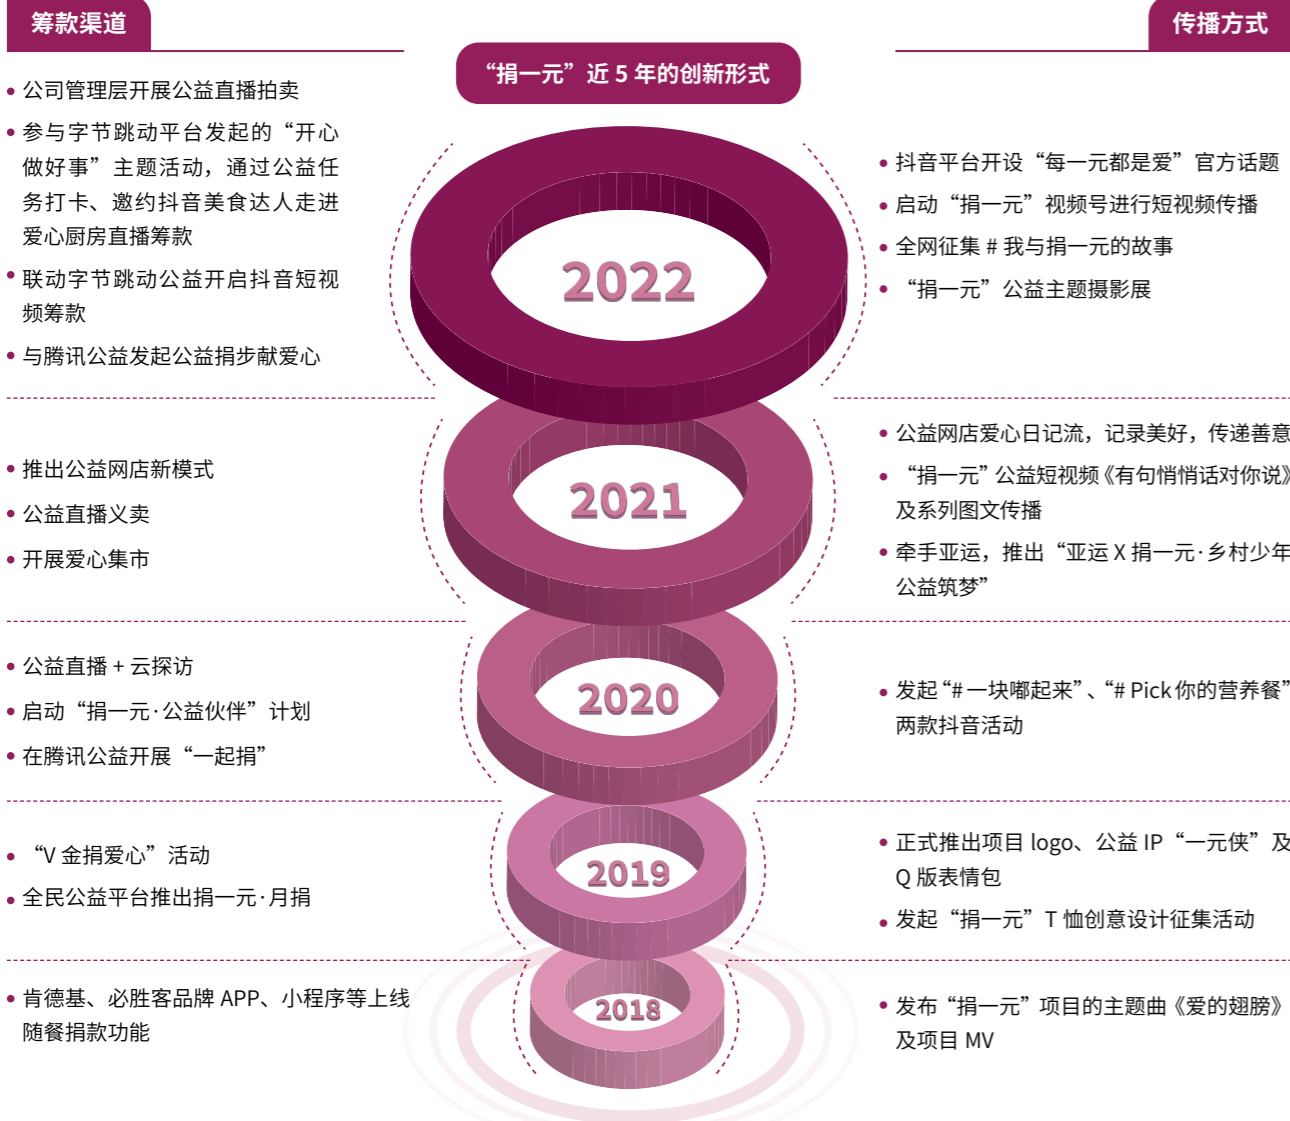 筹款渠道
传播方式
“捐一元”近 5 年的创新形式
公司管理层开展公益直播拍卖
参与字节跳动平台发起的“开心
做好事”主题活动，通过公益任
务打卡、邀约抖音美食达人走进
爱心厨房直播筹款
联动字节跳动公益开启抖音短视
频筹款
与腾讯公益发起公益捐步献爱心
2022
抖音平台开设“每一元都是爱”官方话题
启动“捐一元”视频号进行短视频传播
全网征集 # 我与捐一元的故事
“捐一元”公益主题摄影展
推出公益网店新模式
公益直播义卖
开展爱心集市
2021
公益网店爱心日记流，记录美好，传递善意
“捐一元”公益短视频《有句悄悄话对你说》
及系列图文传播
牵手亚运，推出“亚运 X 捐一元·乡村少年
公益筑梦”
公益直播 + 云探访
启动“捐一元·公益伙伴”计划
在腾讯公益开展“一起捐”
2020
发起“# 一块嘟起来”、“# Pick 你的营养餐”
两款抖音活动
“V 金捐爱心”活动
全民公益平台推出捐一元·月捐
2019
正式推出项目 logo、公益 IP“一元侠”及
Q 版表情包
发起“捐一元”T 恤创意设计征集活动
肯德基、必胜客品牌 APP、小程序等上线
随餐捐款功能
2018
发布“捐一元”项目的主题曲《爱的翅膀》
及项目 MV